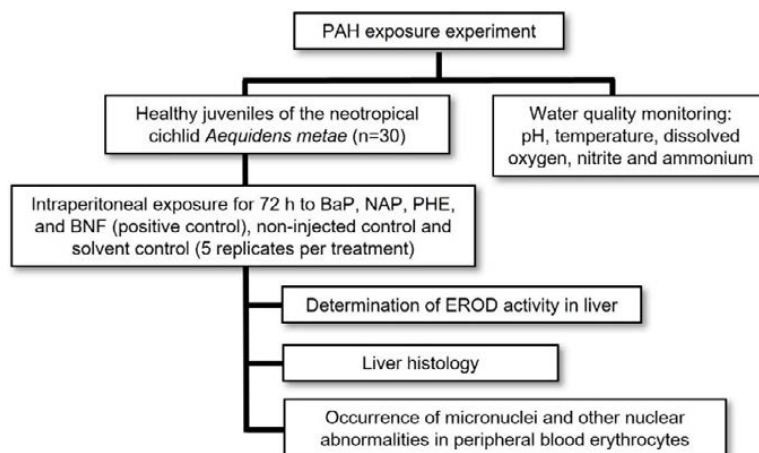 PAH exposure experiment
Healthy juveniles of the neotropical
cichlid Aequidens metae (n=30)
Water quality monitoring:
pH, temperature, dissolved
oxygen, nitrite and ammonium
Intraperitoneal exposure for 72 h to BaP, NAP, PHE,
and BNF (positive control), non-injected control and
solvent control (5 replicates per treatment)
Determination of EROD activity in liver
Liver histology
Occurrence of micronuclei and other nuclear
abnormalities in peripheral blood erythrocytes